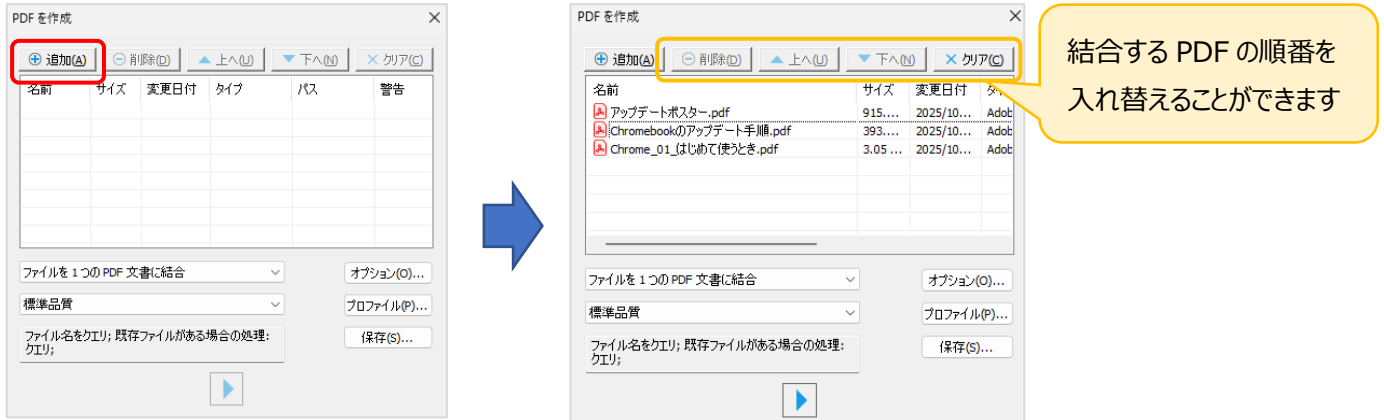 PDF を作成
追加(A) 削除(D) 上へ(U) 下へ(N) クリア(C)
名前 サイズ 変更日付 タイプ パス 警告
ファイルを 1 つの PDF 文書に結合
オプション(O)...
標準品質
プロファイル(P)...
ファイル名をクエリ; 既存ファイルがある場合の処理:
クエリ;
保存(S)...
PDF を作成
追加(A) 削除(D) 上へ(U) 下へ(N) クリア(C)
名前 サイズ 変更日付
アップデートポスター.pdf 915.... 2025/10... Adob
Chromebookのアップデート手順.pdf 393.... 2025/10... Adob
Chrome_01_はじめて使うとき.pdf 3.05 ... 2025/10... Adob
ファイルを 1 つの PDF 文書に結合
オプション(O)...
標準品質
プロファイル(P)...
ファイル名をクエリ; 既存ファイルがある場合の処理:
クエリ;
保存(S)...
結合する PDF の順番を
入れ替えることができます